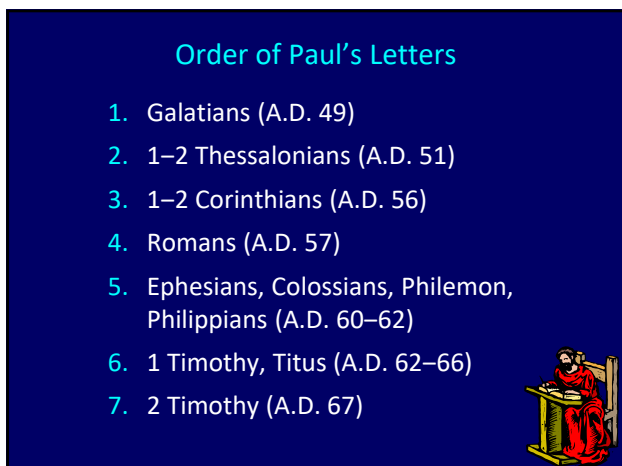 Order of Paul’s Letters
1. Galatians (A.D. 49)
2. 1–2 Thessalonians (A.D. 51)
3. 1–2 Corinthians (A.D. 56)
4. Romans (A.D. 57)
5. Ephesians, Colossians, Philemon,
Philippians (A.D. 60–62)
6. 1 Timothy, Titus (A.D. 62–66)
7. 2 Timothy (A.D. 67)